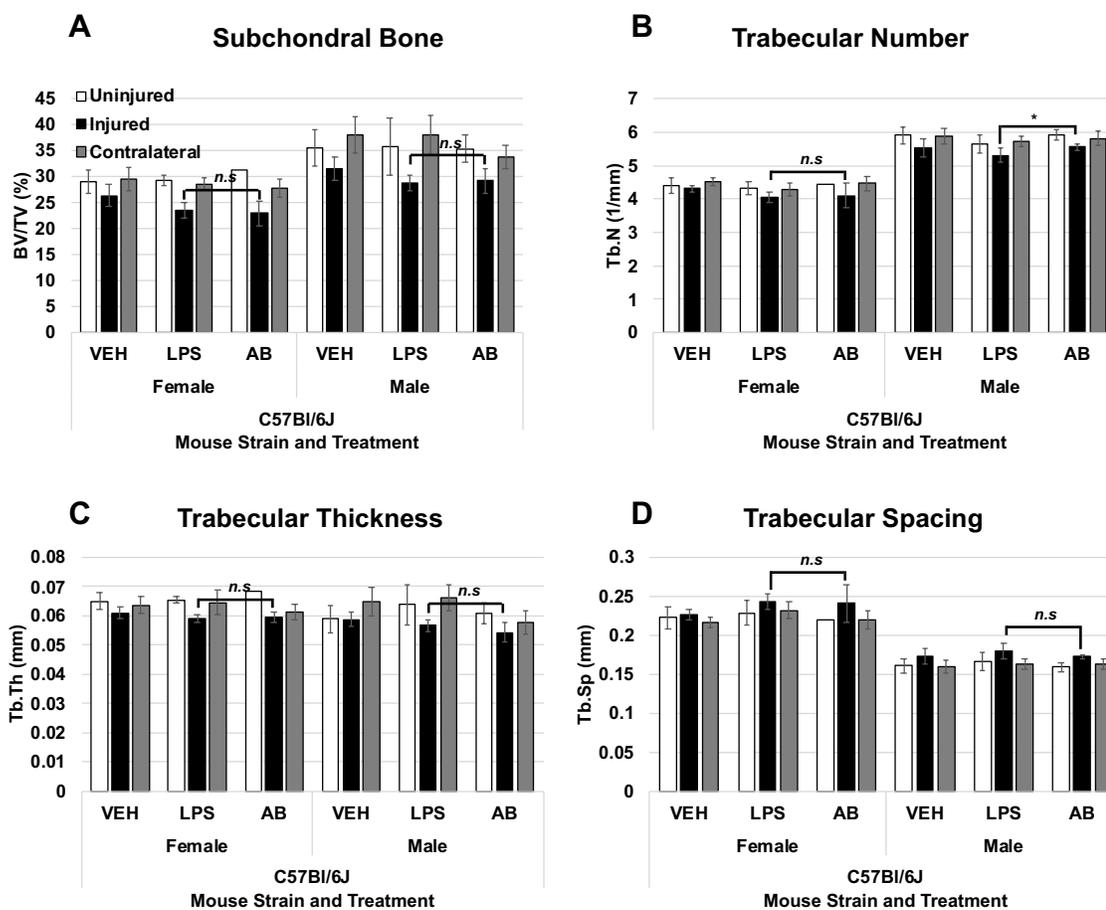 A
Subchondral Bone
45
40
35
30
25
20
15
10
5
0
BV/TV (%)
Uninjured
Injured
Contralateral
n.s
n.s
VEH LPS AB VEH LPS AB
Female Male
C57Bl/6J
Mouse Strain and Treatment
B
Trabecular Number
7
6
5
4
3
2
1
0
Tb.N (1/mm)
n.s
*
VEH LPS AB VEH LPS AB
Female Male
C57Bl/6J
Mouse Strain and Treatment
C
Trabecular Thickness
0.08
0.07
0.06
0.05
0.04
0.03
0.02
0.01
0
Tb.Th (mm)
n.s
n.s
VEH LPS AB VEH LPS AB
Female Male
C57Bl/6J
Mouse Strain and Treatment
D
Trabecular Spacing
0.3
0.25
0.2
0.15
0.1
0.05
0
Tb.Sp (mm)
n.s
n.s
VEH LPS AB VEH LPS AB
Female Male
C57Bl/6J
Mouse Strain and Treatment